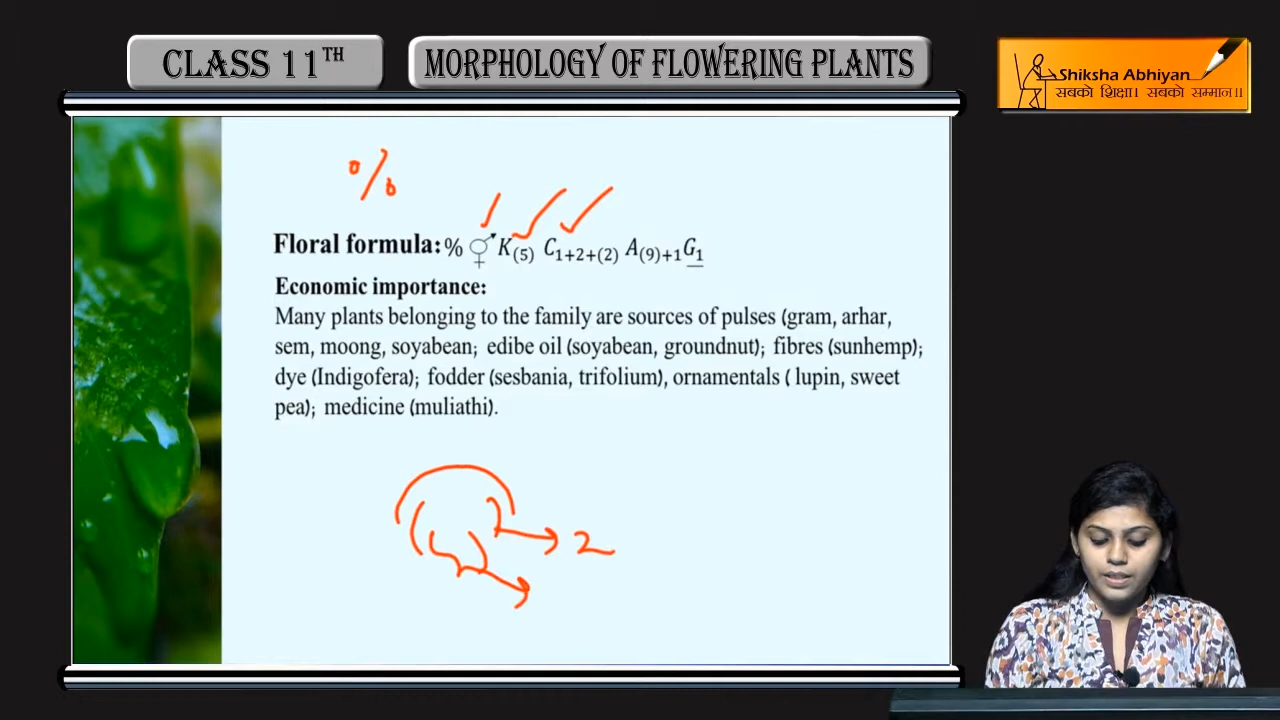 CLASS 11TH
MORPHOLOGY OF FLOWERING PLANTS
Shiksha Abhiyan
सबको शिक्षा। सबको सम्मान।।
%
Floral formula: % ⚥ K(5) C1+2+(2) A(9)+1 G1
Economic importance:
Many plants belonging to the family are sources of pulses (gram, arhar,
sem, moong, soyabean; edibe oil (soyabean, groundnut); fibres (sunhemp);
dye (Indigofera); fodder (sesbania, trifolium), ornamentals ( lupin, sweet
pea); medicine (muliathi).
2